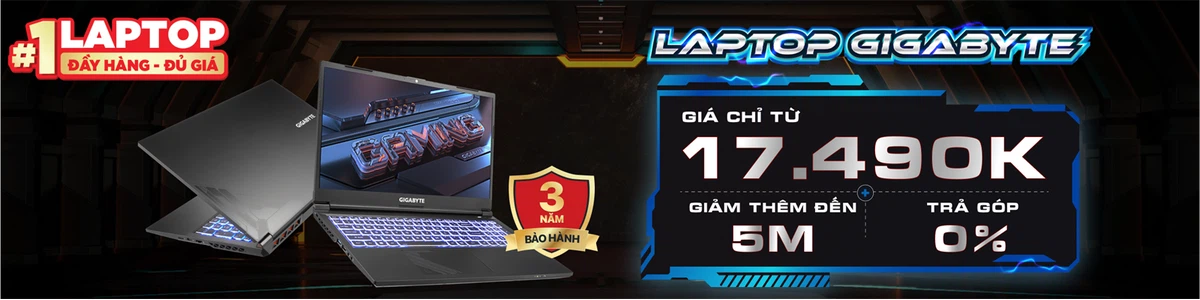 #1 LAPTOP
ĐẦY HÀNG - ĐỦ GIÁ
GIGABYTE
GAMING
GIGABYTE
3
NĂM
BẢO HÀNH
LAPTOP GIGABYTE
GIÁ CHỈ TỪ
17.490K
GIẢM THÊM ĐẾN
5M
TRẢ GÓP
0%